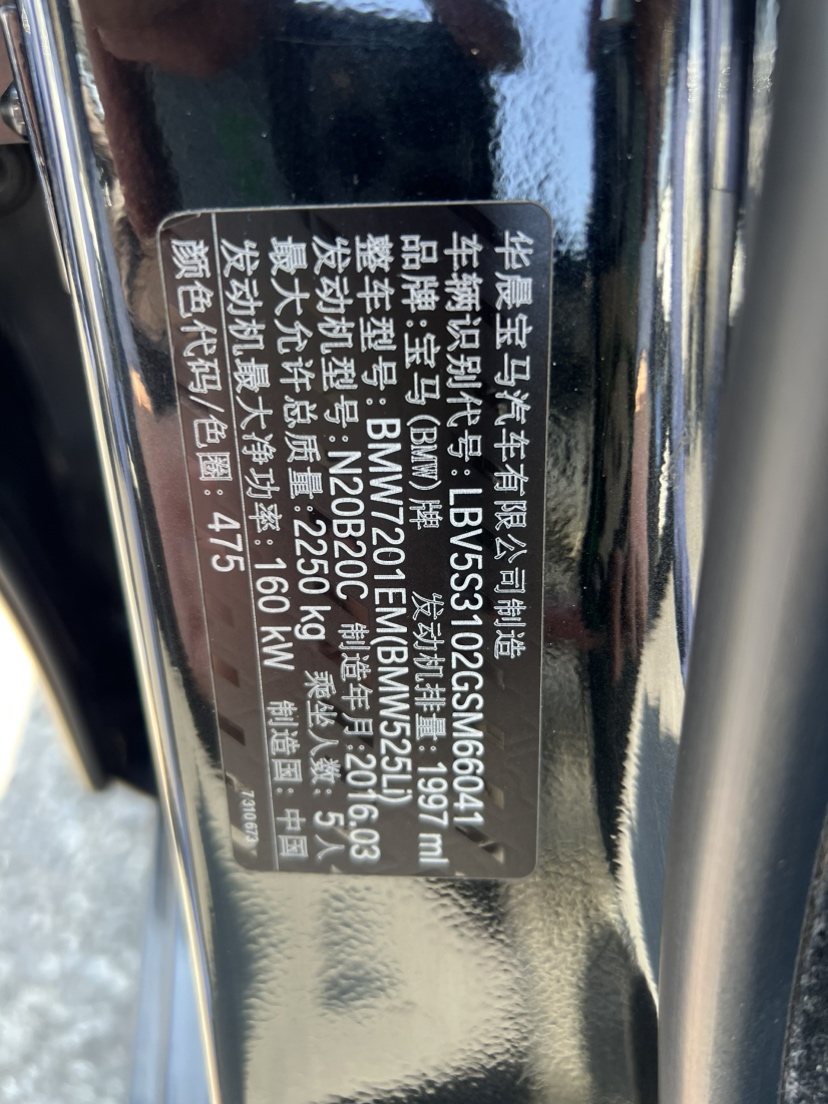 华晨宝马汽车有限公司制造
车辆识别代号:LBV5S3102GSM66041
品牌:宝马(BMW)牌 发动机排量:1997 ml
整车型号:BMW7201EM(BMW525Li)
发动机型号:N20B20C 制造年月:2016.03
最大允许总质量:2250 kg 乘坐人数: 5人
发动机最大净功率: 160 kW 制造国: 中国
颜色代码/色圈: 475 7 310 673